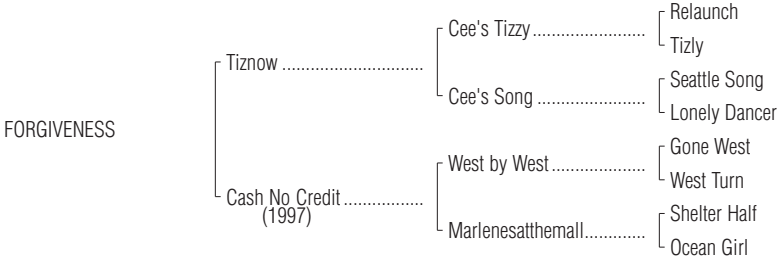 Relaunch
Cee's Tizzy
Tizly
Tiznow
Seattle Song
Cee's Song
Lonely Dancer
FORGIVENESS
Gone West
West by West
West Turn
Cash No Credit
(1997)
Shelter Half
Marlenesatthemall
Ocean Girl